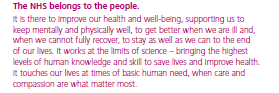 The NHS belongs to the people.
It is there to improve our health and well-being, supporting us to
keep mentally and physically well, to get better when we are ill and,
when we cannot fully recover, to stay as well as we can to the end
of our lives. It works at the limits of science – bringing the highest
levels of human knowledge and skill to save lives and improve health.
It touches our lives at times of basic human need, when care and
compassion are what matter most.